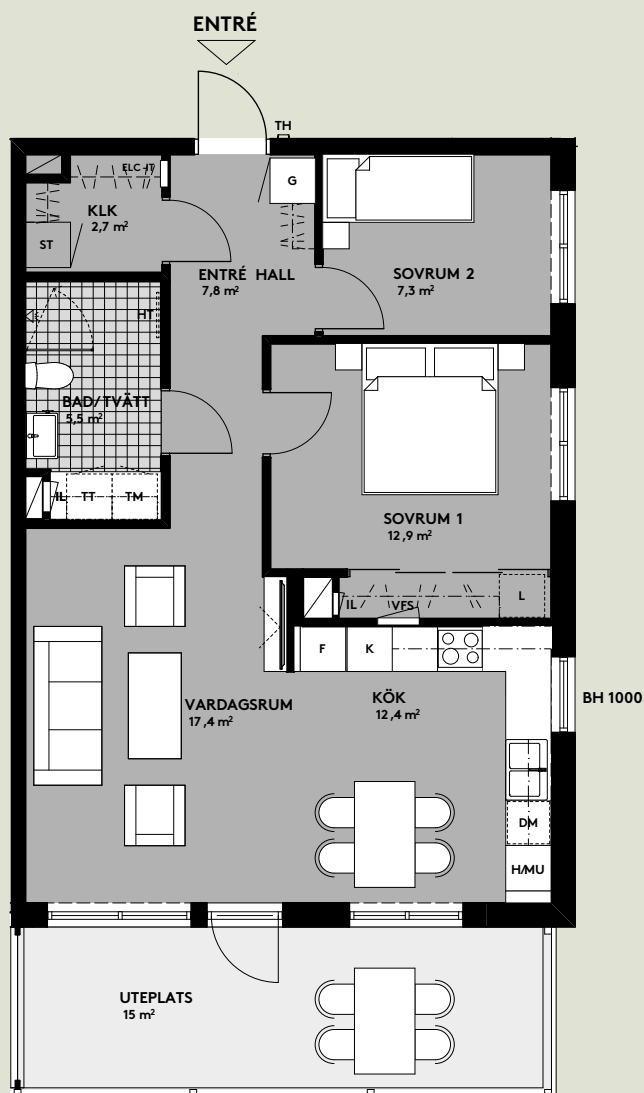 ENTRÉ
TH
ELC-IT
G
KLK
2,7 m²
ST
ENTRÉ HALL
7,8 m²
SOVRUM 2
7,3 m²
HT
BAD/TVÄTT
5,5 m²
IL
TT
TM
SOVRUM 1
12,9 m²
IL
VFS
L
F
K
VARDAGSRUM
17,4 m²
KÖK
12,4 m²
BH 1000
DM
H/MU
UTEPLATS
15 m²